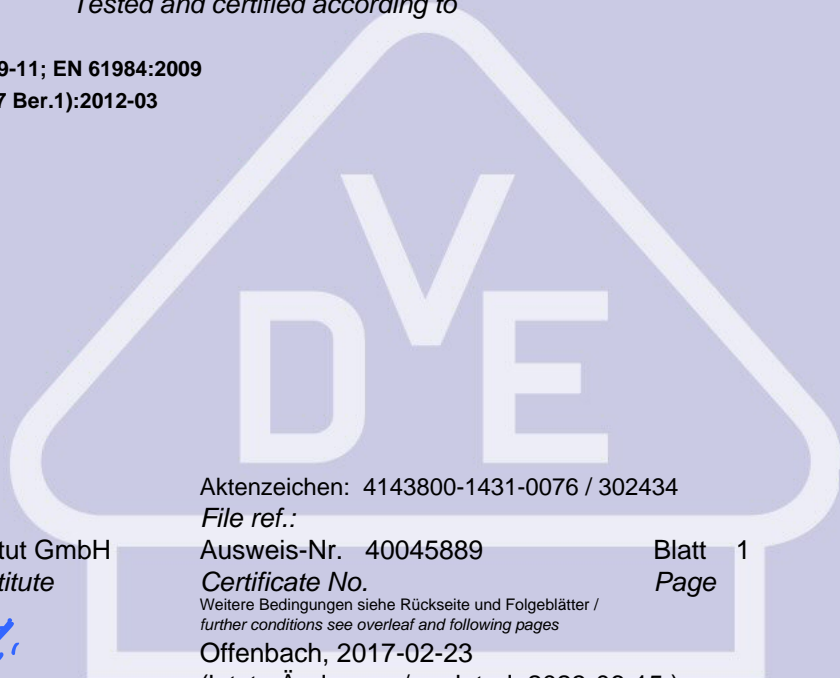 Tested and certified according to
9-11; EN 61984:2009
7 Ber.1):2012-03
V
D E
Aktenzeichen: 4143800-1431-0076 / 302434
File ref.:
tut GmbH Ausweis-Nr. 40045889 Blatt 1
titute Certificate No. Page
Weitere Bedingungen siehe Rückseite und Folgeblätter /
further conditions see overleaf and following pages
Offenbach, 2017-02-23